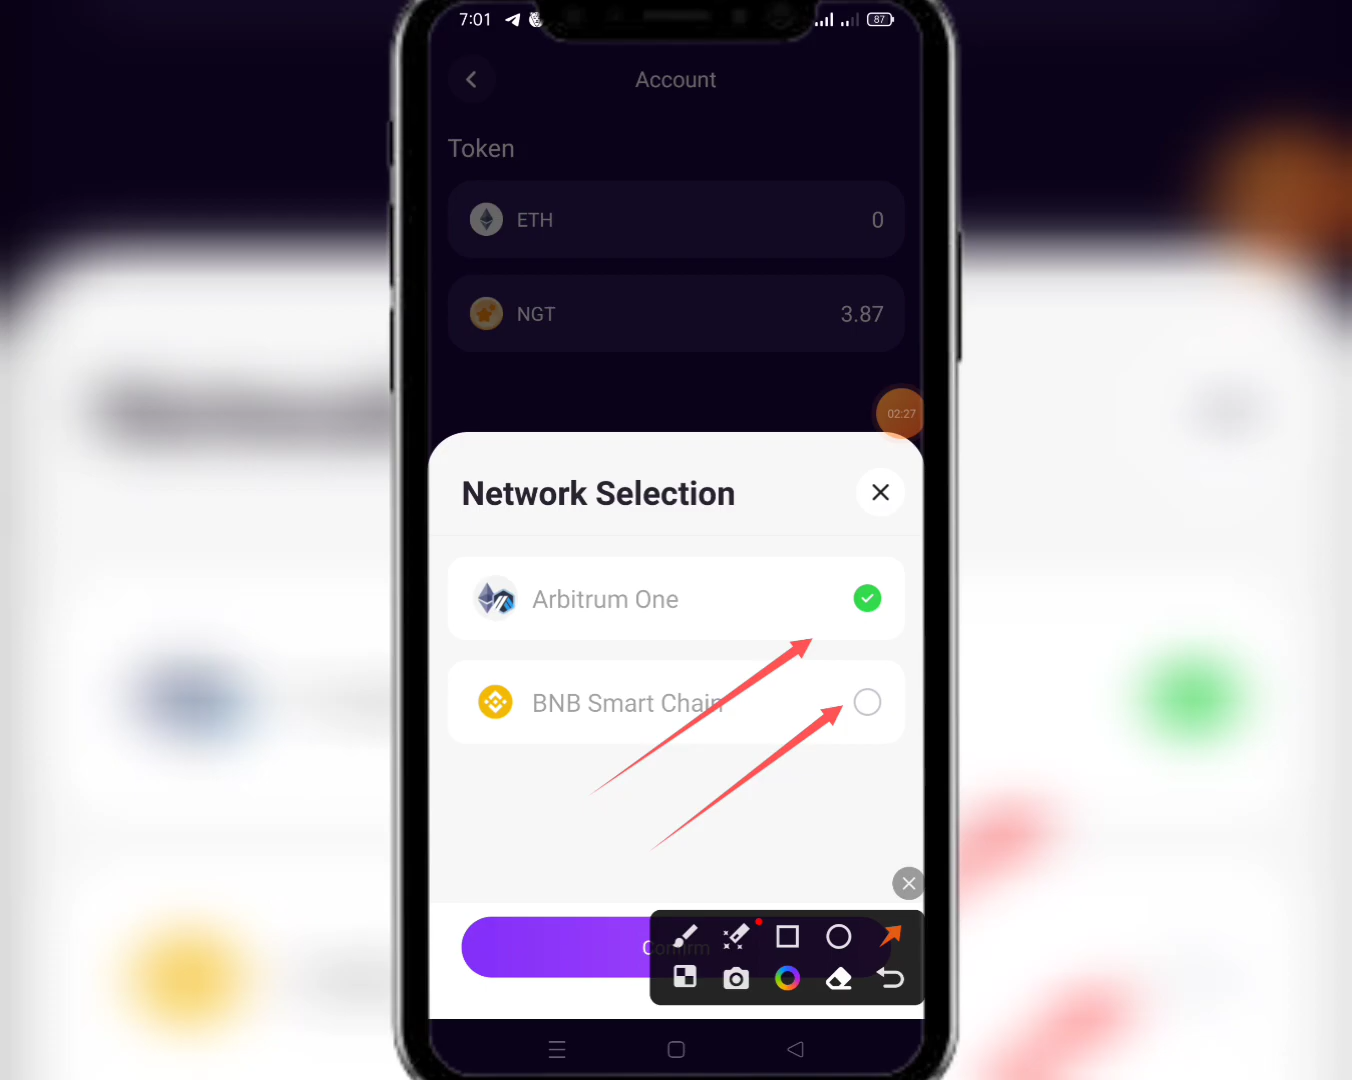 7:01
87
Account
Token
ETH
0
NGT
3.87
02:27
Network Selection
Arbitrum One
BNB Smart Chain
Confirm